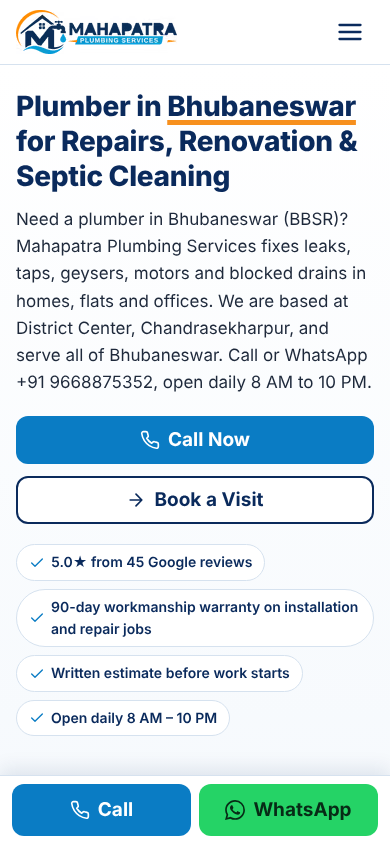 MAHAPATRA
PLUMBING SERVICES
Plumber in Bhubaneswar
for Repairs, Renovation &
Septic Cleaning
Need a plumber in Bhubaneswar (BBSR)?
Mahapatra Plumbing Services fixes leaks,
taps, geysers, motors and blocked drains in
homes, flats and offices. We are based at
District Center, Chandrasekharpur, and
serve all of Bhubaneswar. Call or WhatsApp
+91 9668875352, open daily 8 AM to 10 PM.
Call Now
Book a Visit
5.0★ from 45 Google reviews
90-day workmanship warranty on installation
and repair jobs
Written estimate before work starts
Open daily 8 AM – 10 PM
Call
WhatsApp